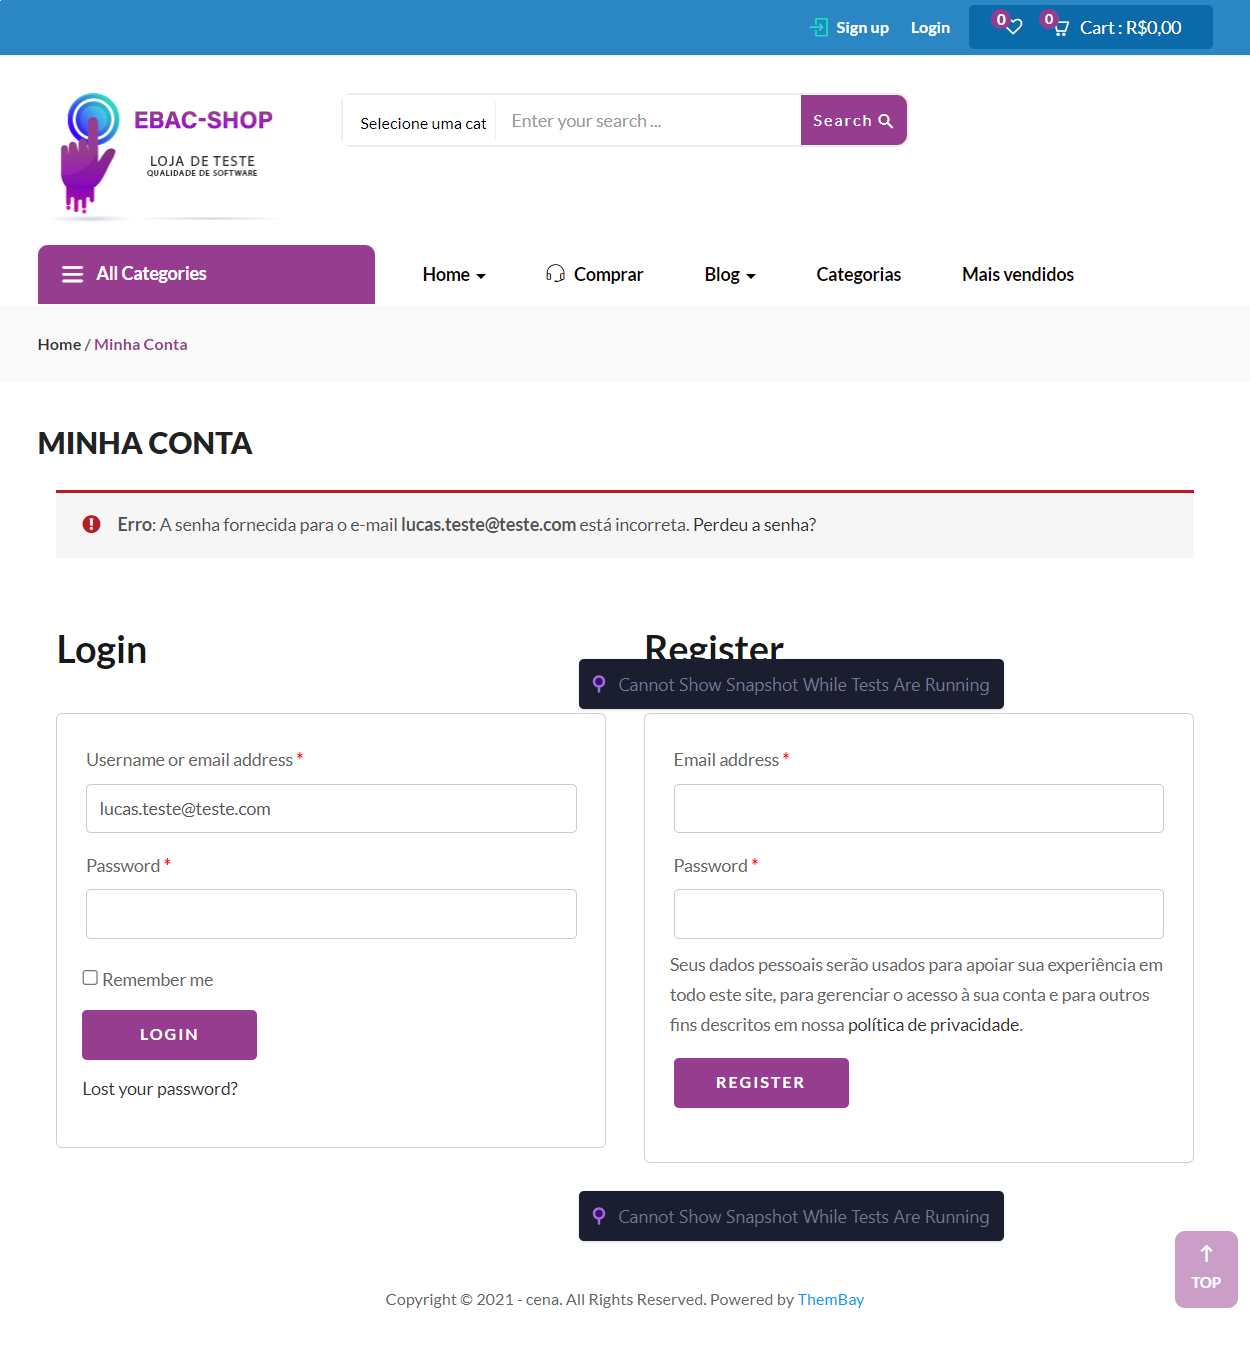 Sign up Login 0 0 Cart : R$0,00
EBAC-SHOP
LOJA DE TESTE
QUALIDADE DE SOFTWARE
Selecione uma cat Enter your search ... Search
All Categories Home Comprar Blog Categorias Mais vendidos
Home / Minha Conta
MINHA CONTA
Erro: A senha fornecida para o e-mail lucas.teste@teste.com está incorreta. Perdeu a senha?
Login
Register
Cannot Show Snapshot While Tests Are Running
Username or email address *
lucas.teste@teste.com
Password *
Remember me
LOGIN
Lost your password?
Email address *
Password *
Seus dados pessoais serão usados para apoiar sua experiência em
todo este site, para gerenciar o acesso à sua conta e para outros
fins descritos em nossa política de privacidade.
REGISTER
Cannot Show Snapshot While Tests Are Running
TOP
Copyright © 2021 - cena. All Rights Reserved. Powered by ThemBay